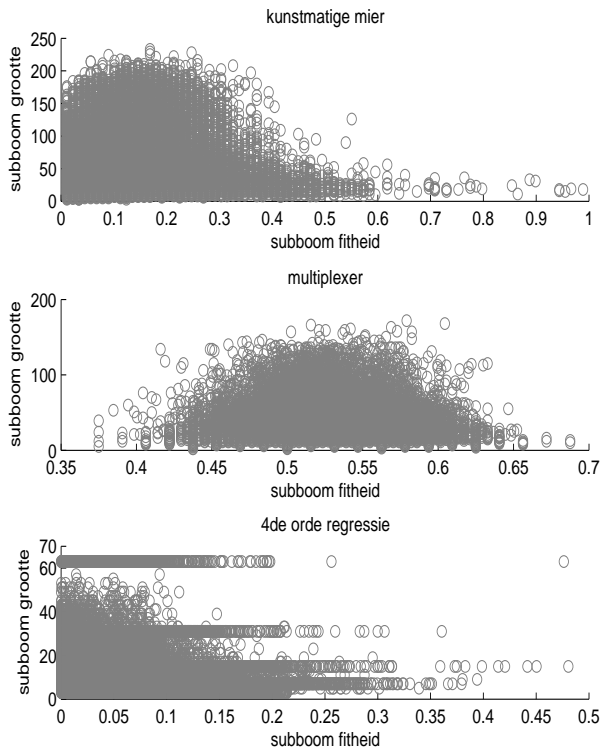 kunstmatige mier
250
200
150
100
50
0
0 0.1 0.2 0.3 0.4 0.5 0.6 0.7 0.8 0.9 1
subboom grootte
subboom fitheid
multiplexer
200
100
0
0.35 0.4 0.45 0.5 0.55 0.6 0.65 0.7
subboom grootte
subboom fitheid
4de orde regressie
70
60
40
20
0
0 0.05 0.1 0.15 0.2 0.25 0.3 0.35 0.4 0.45 0.5
subboom grootte
subboom fitheid